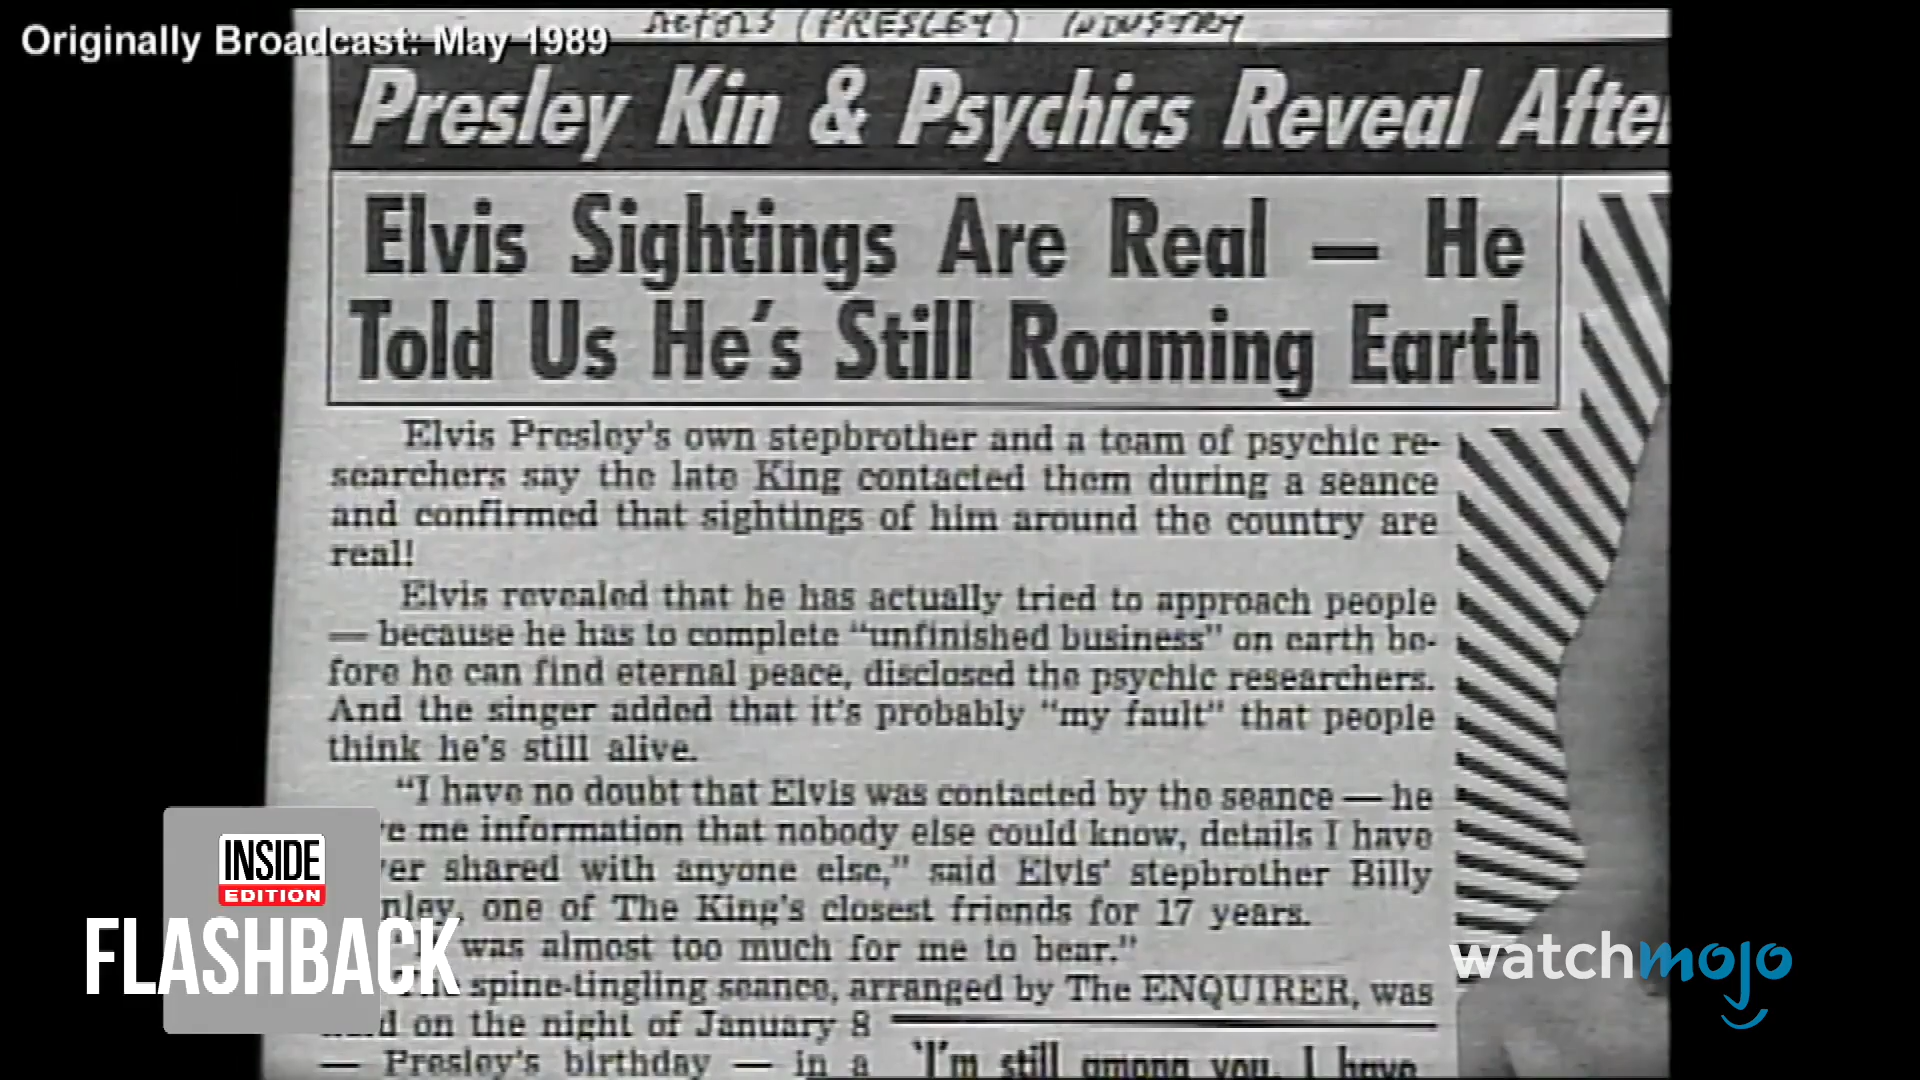 Originally Broadcast: May 1989
Actors (PRESLEY) INDUSTRY
Presley Kin & Psychics Reveal After
Elvis Sightings Are Real — He
Told Us He's Still Roaming Earth
Elvis Presley's own stepbrother and a team of psychic re-
searchers say the late King contacted them during a seance
and confirmed that sightings of him around the country are
real!
Elvis revealed that he has actually tried to approach people
— because he has to complete "unfinished business" on earth be-
fore he can find eternal peace, disclosed the psychic researchers.
And the singer added that it's probably "my fault" that people
think he's still alive.
"I have no doubt that Elvis was contacted by the seance — he
me information that nobody else could know, details I have
shared with anyone else," said Elvis' stepbrother Billy
one of The King's closest friends for 17 years.
was almost too much for me to bear."
spine-tingling seance, arranged by The ENQUIRER, was
on the night of January 8
— Presley's birthday — in a
'I'm still among you. I have
INSIDE
EDITION
FLASHBACK
watchmojo